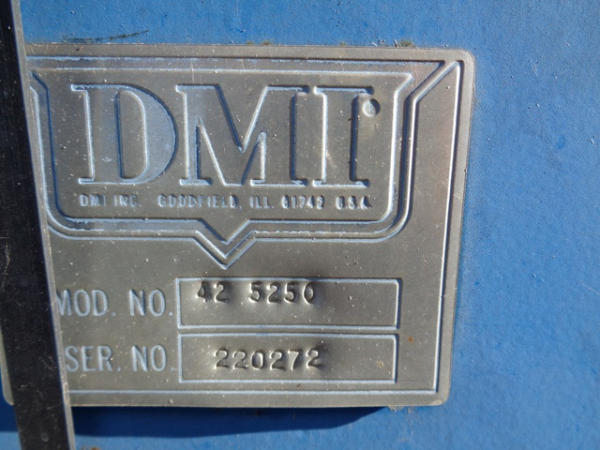 DMI
DMI INC. GOODFIELD, ILL. 61742 U.S.A.
MOD. NO. 42 5250
SER. NO. 220272